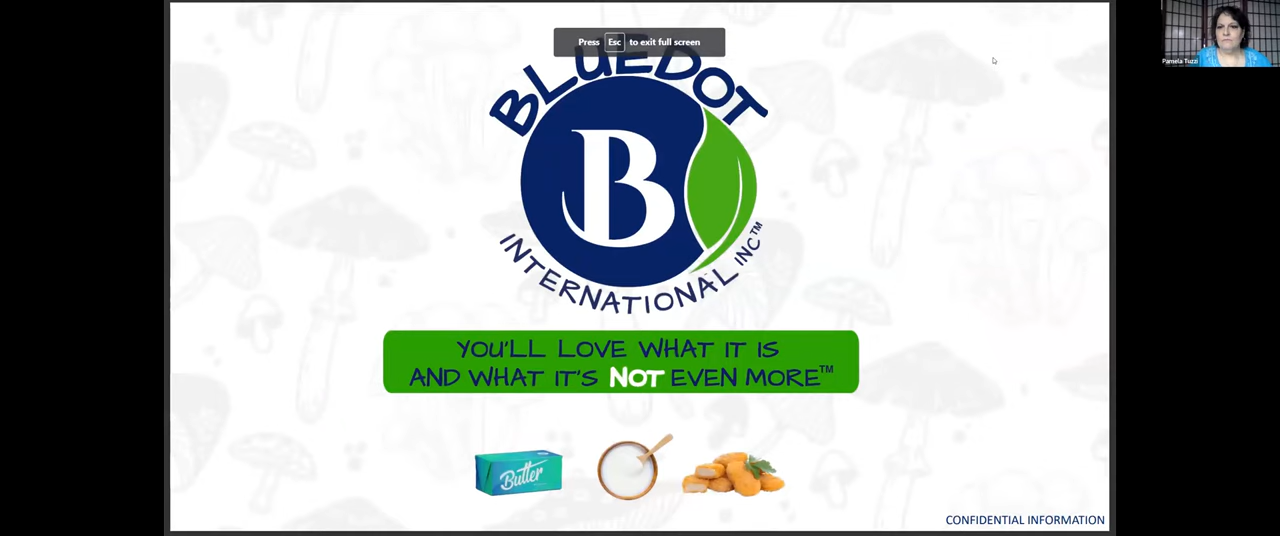 Press Esc to exit full screen
BLUEDOT
B
INTERNATIONAL INC™
YOU'LL LOVE WHAT IT IS
AND WHAT IT'S NOT EVEN MORE™
Butter
CONFIDENTIAL INFORMATION
Pamela Tuzzi